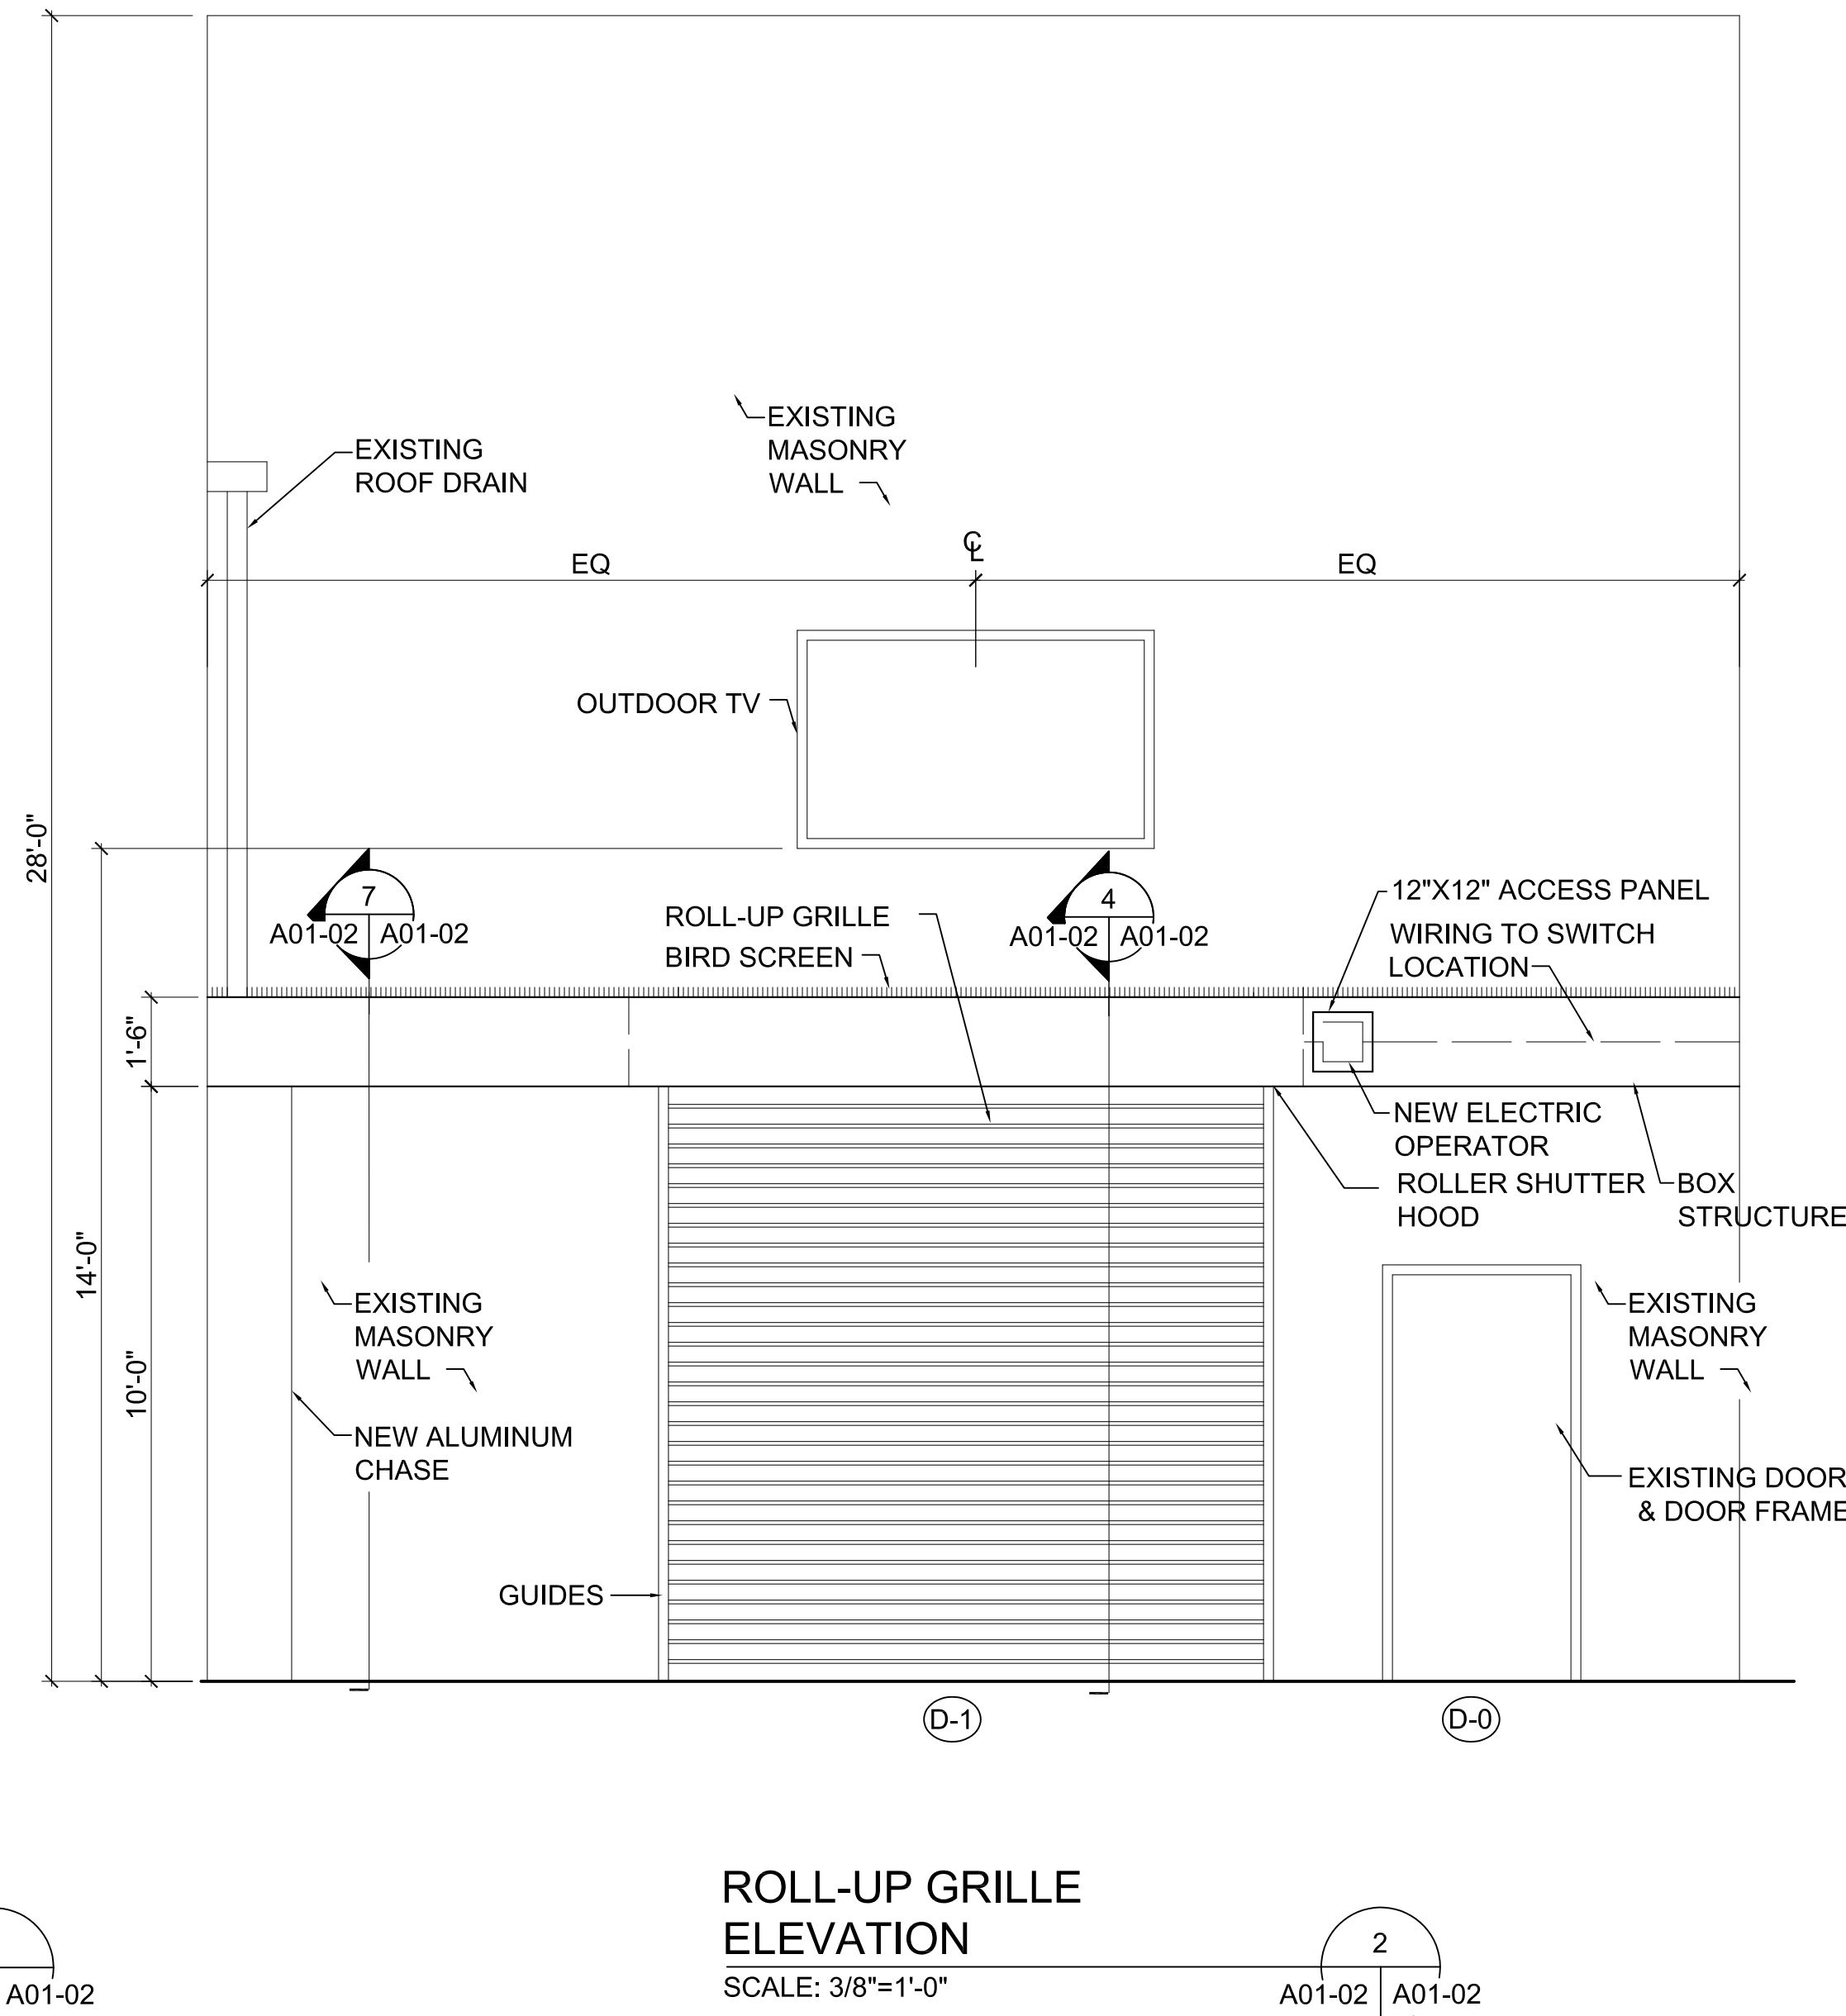 EXISTING
ROOF DRAIN
EXISTING
MASONRY
WALL
EQ
CL
EQ
OUTDOOR TV
28'-0"
7
A01-02
A01-02
ROLL-UP GRILLE
BIRD SCREEN
4
A01-02
A01-02
12"X12" ACCESS PANEL
WIRING TO SWITCH
LOCATION
1'-6"
NEW ELECTRIC
OPERATOR
ROLLER SHUTTER
HOOD
BOX
STRUCTURE
14'-0"
10'-0"
EXISTING
MASONRY
WALL
NEW ALUMINUM
CHASE
EXISTING
MASONRY
WALL
EXISTING DOOR
& DOOR FRAME
GUIDES
D-1
D-0
ROLL-UP GRILLE
ELEVATION
SCALE: 3/8"=1'-0"
2
A01-02
A01-02
A01-02